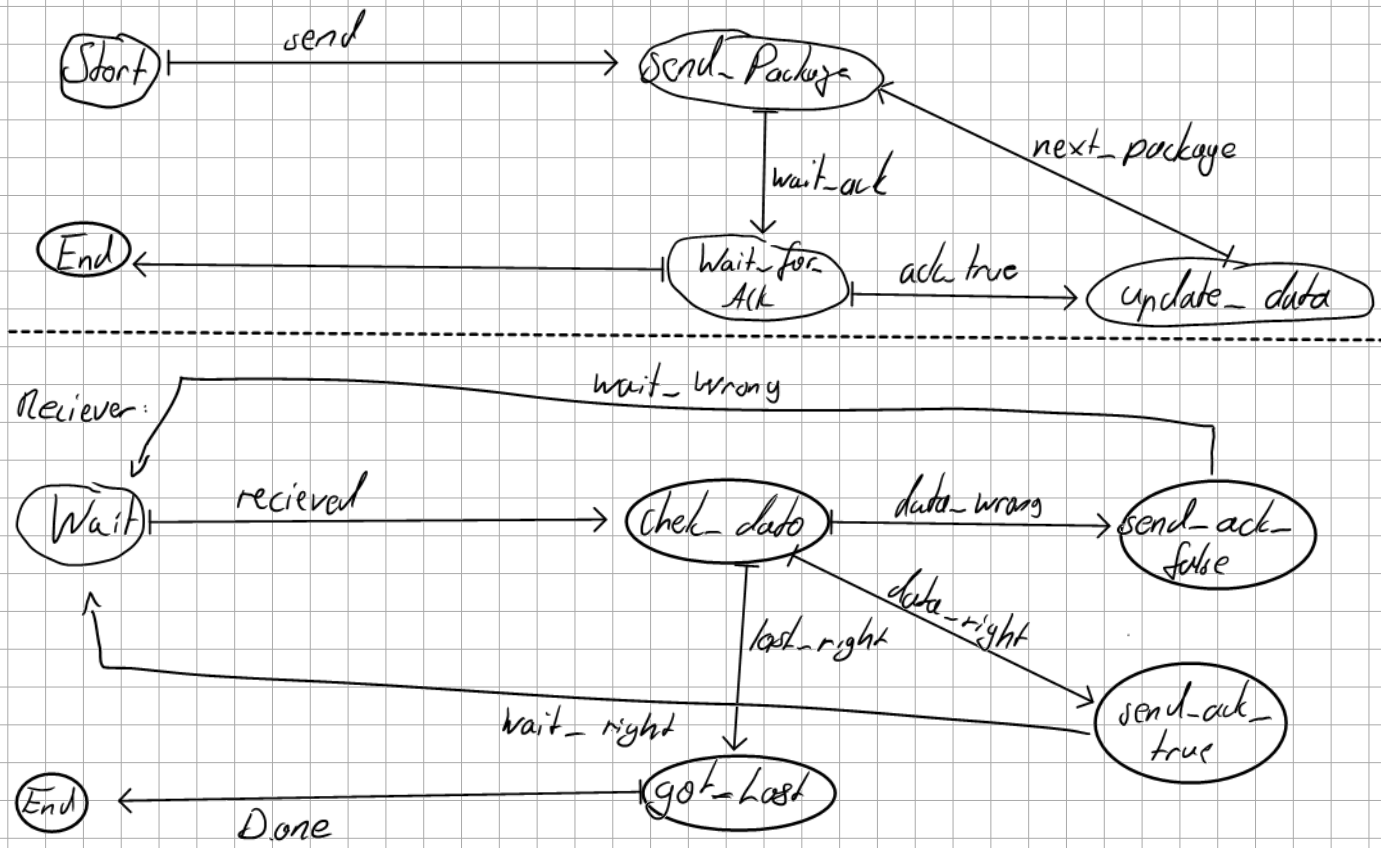 Start
send
send_Package
next_package
wait_ack
End
Wait_for_
Ack
ack_true
update_data
Reciever:
wait_wrong
Wait
recieved
chek_data
data_wrong
send_ack_
false
data_right
last_right
send_ack_
true
wait_right
got_Last
End
Done